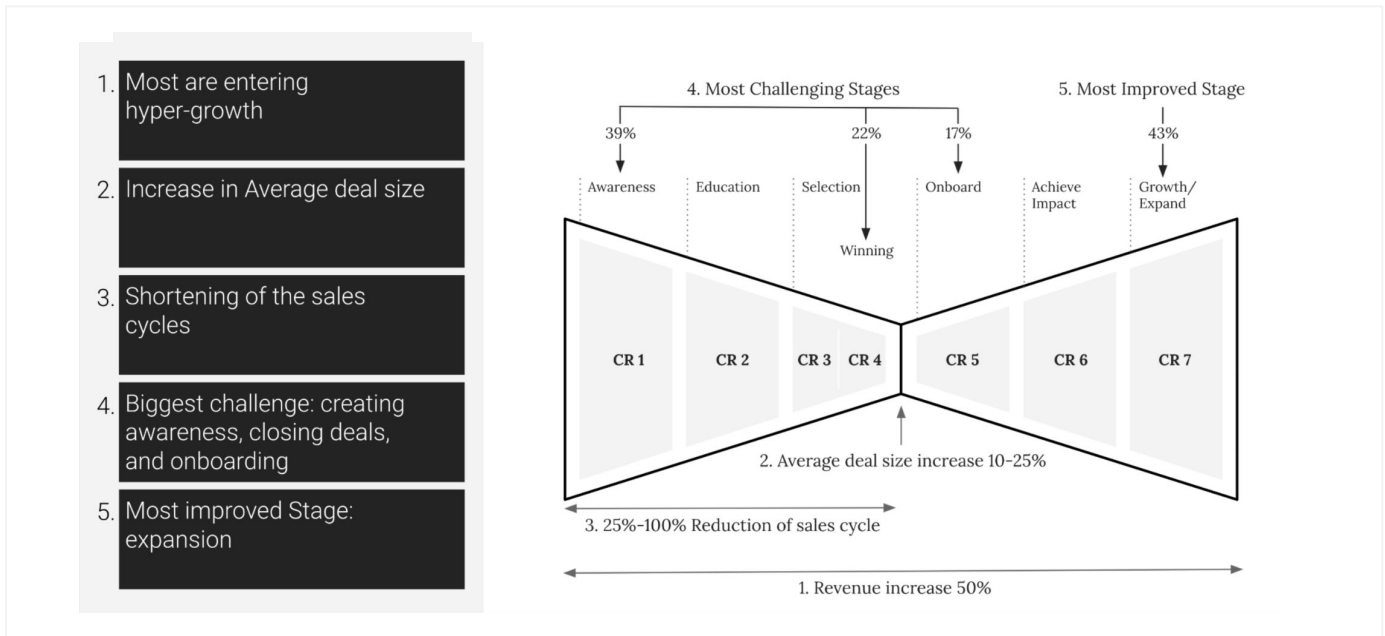 1. Most are entering
hyper-growth
2. Increase in Average deal size
3. Shortening of the sales
cycles
4. Biggest challenge: creating
awareness, closing deals,
and onboarding
5. Most improved Stage:
expansion
4. Most Challenging Stages
5. Most Improved Stage
39%
22%
17%
43%
Awareness
Education
Selection
Onboard
Achieve
Impact
Growth/
Expand
Winning
CR 1
CR 2
CR 3
CR 4
CR 5
CR 6
CR 7
2. Average deal size increase 10-25%
3. 25%-100% Reduction of sales cycle
1. Revenue increase 50%